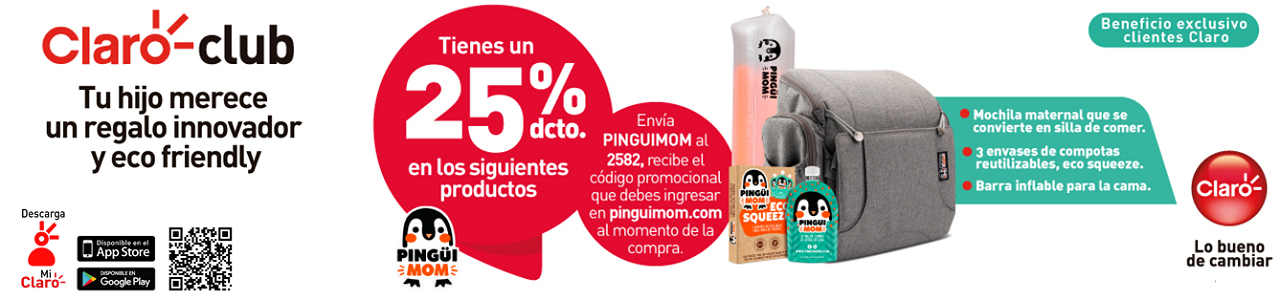 Claro-club
Tu hijo merece
un regalo innovador
y eco friendly
Descarga
Mi
Claro-
Disponible en el
App Store
DISPONIBLE EN
Google Play
Tienes un
25%
dcto.
en los siguientes
productos
PINGÜI
MOM
Envía
PINGUIMOM al
2582, recibe el
código promocional
que debes ingresar
en pinguimom.com
al momento de la
compra.
PINGÜI
MOM
PINGÜI
MOM
ECO
SQUEEZE
PINGÜI
MOM
Beneficio exclusivo
clientes Claro
Mochila maternal que se
convierte en silla de comer.
3 envases de compotas
reutilizables, eco squeeze.
Barra inflable para la cama.
Claro-
Lo bueno
de cambiar